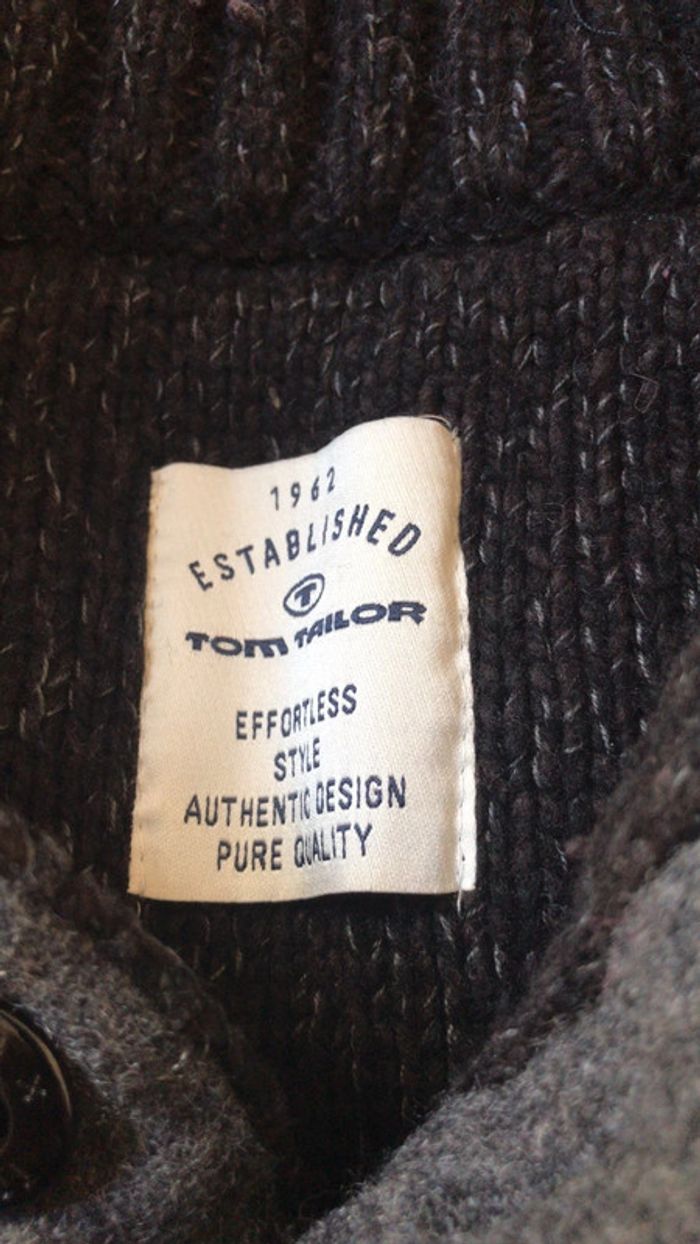 1962
ESTABLISHED
T
TOM TAILOR
EFFORTLESS
STYLE
AUTHENTIC DESIGN
PURE QUALITY